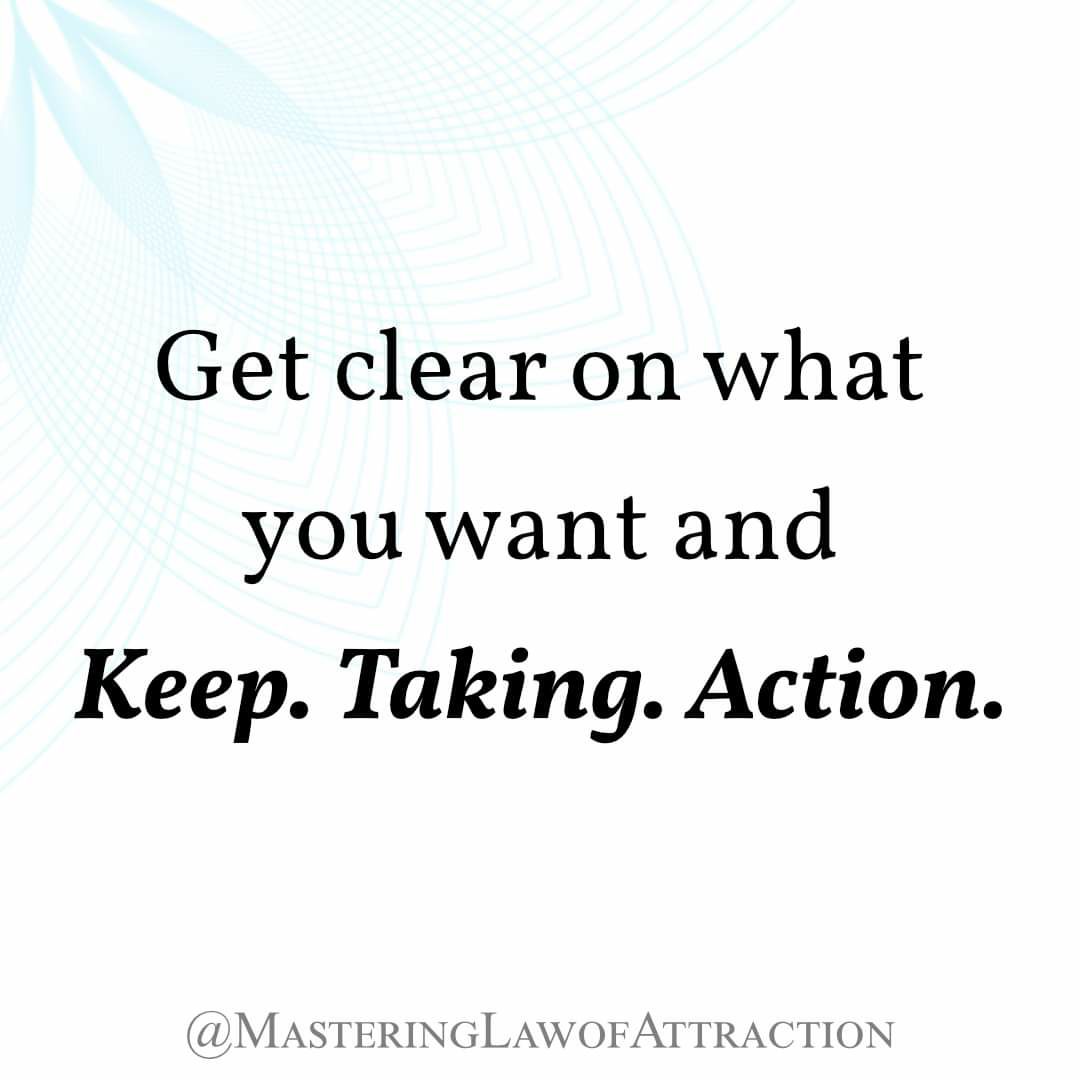 Get clear on what
you want and
Keep. Taking. Action.
@MasteringLawofAttraction